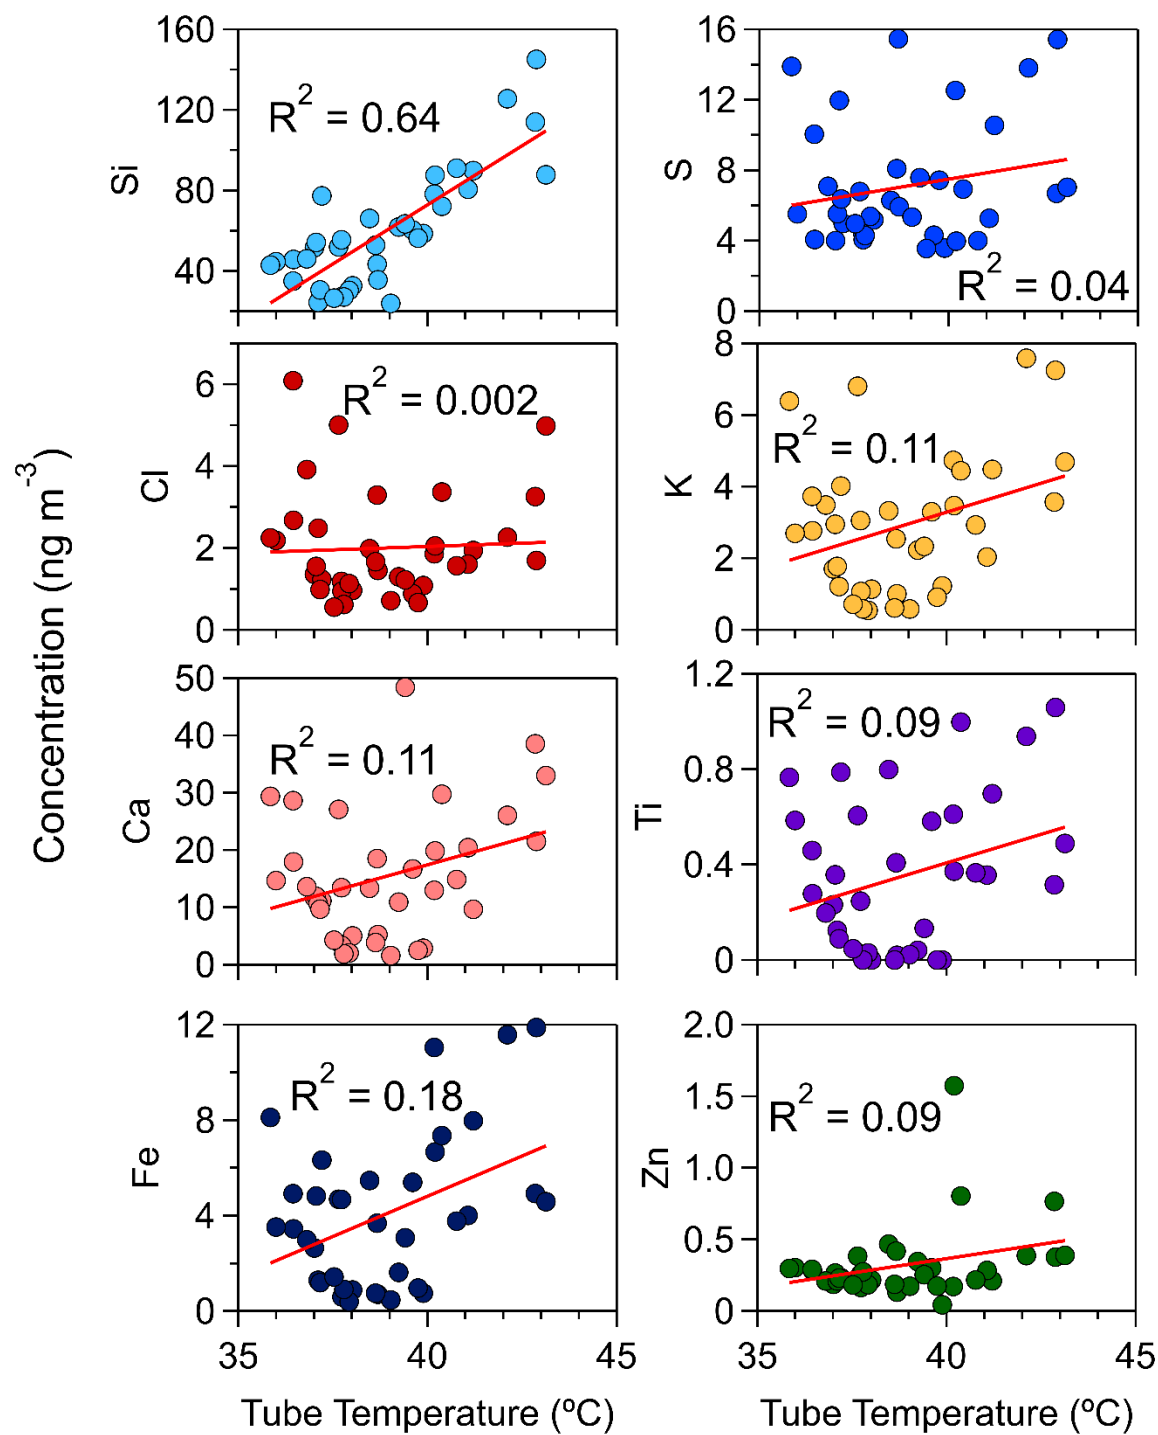 Concentration (ng m⁻³)
160
120
80
40
Si
R² = 0.64
16
12
8
4
0
S
R² = 0.04
6
4
2
0
Cl
R² = 0.002
8
6
4
2
0
K
R² = 0.11
50
40
30
20
10
0
Ca
R² = 0.11
1.2
0.8
0.4
0
Ti
R² = 0.09
12
8
4
0
Fe
R² = 0.18
35 40 45
Tube Temperature (ºC)
2.0
1.5
1.0
0.5
0
Zn
R² = 0.09
35 40 45
Tube Temperature (ºC)